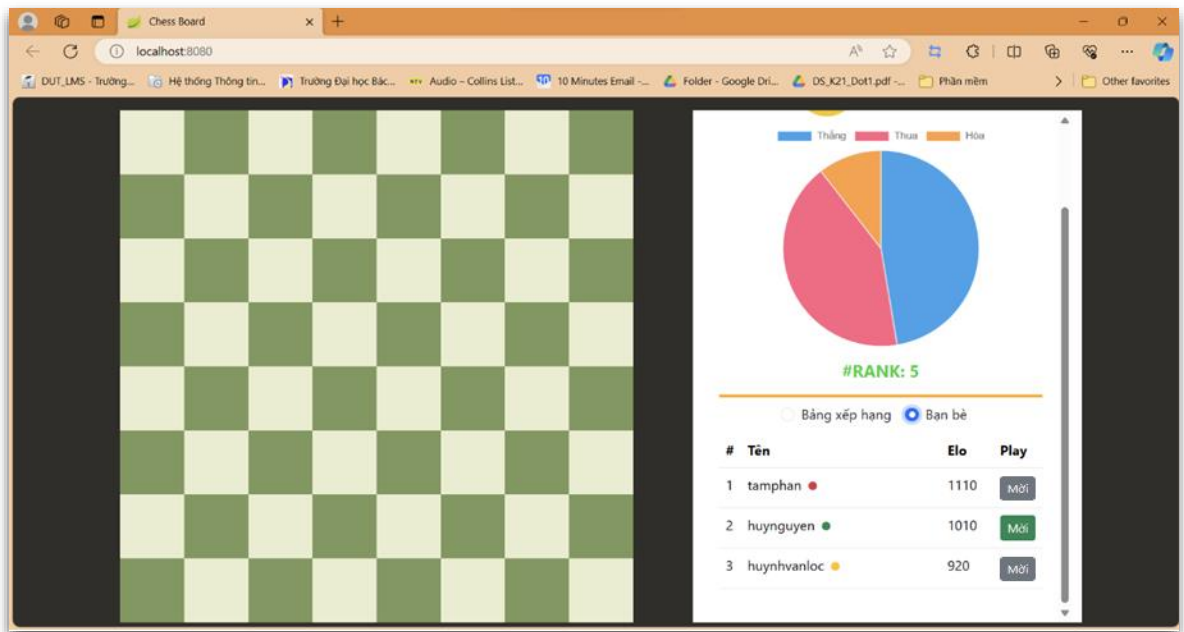 Chess Board
localhost:8080
DUT_LMS - Trường... Hệ thống Thông tin... Trường Đại học Bác... Audio – Collins List... 10 Minutes Email -... Folder - Google Dri... DS_K21_Dot1.pdf -... Phần mềm Other favorites
Thắng Thua Hòa
#RANK: 5
Bảng xếp hạng Bạn bè
# Tên Elo Play
1 tamphan 1110 Mời
2 huynguyen 1010 Mời
3 huynhvanloc 920 Mời